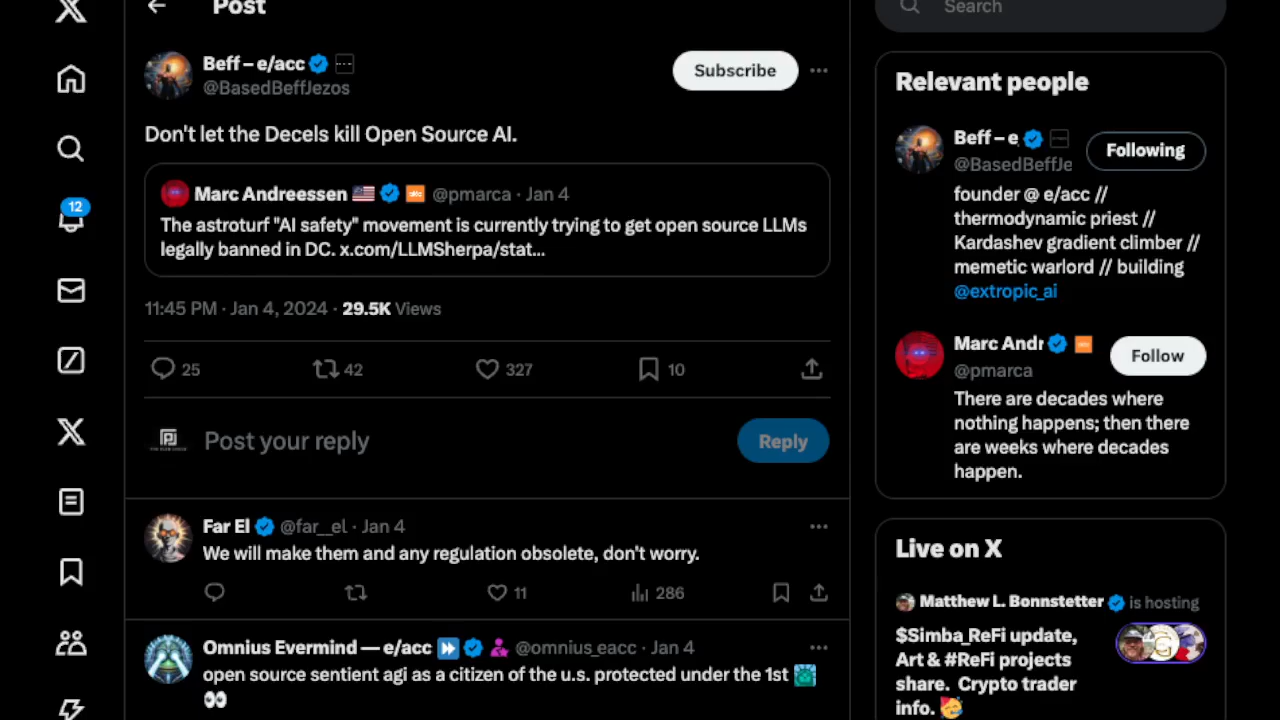 Post
Search
Beff – e/acc
@BasedBeffJezos
Subscribe
Don't let the Decels kill Open Source AI.
Marc Andreessen 🇺🇸 @pmarca · Jan 4
The astroturf "AI safety" movement is currently trying to get open source LLMs
legally banned in DC. x.com/LLMSherpa/stat...
11:45 PM · Jan 4, 2024 · 29.5K Views
25 42 327 10
Post your reply
Reply
Far El @far__el · Jan 4
We will make them and any regulation obsolete, don't worry.
11 286
Omnius Evermind — e/acc ⏩ @omnius_eacc · Jan 4
open source sentient agi as a citizen of the u.s. protected under the 1st 🗽
👀
12
Relevant people
Beff – e
@BasedBeffJe
Following
founder @ e/acc //
thermodynamic priest //
Kardashev gradient climber //
memetic warlord // building
@extropic_ai
Marc Andr
@pmarca
Follow
There are decades where
nothing happens; then there
are weeks where decades
happen.
Live on X
Matthew L. Bonnstetter is hosting
$Simba_ReFi update,
Art & #ReFi projects
share. Crypto trader
info. 🥳